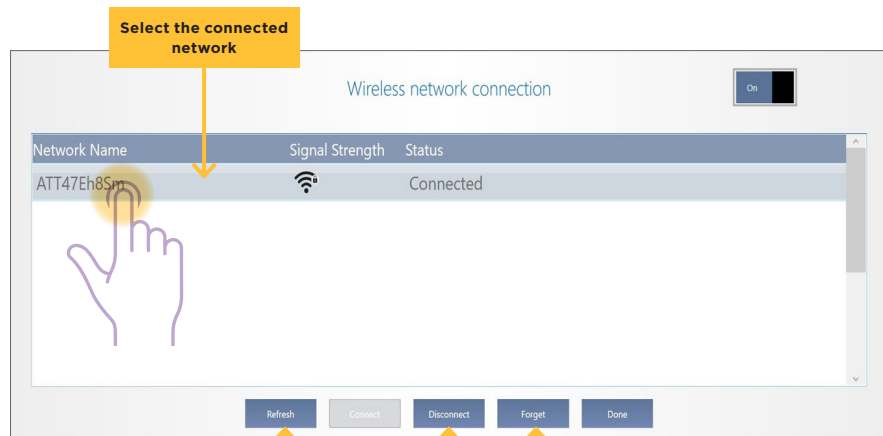 Select the connected
network
Wireless network connection
On
Network Name Signal Strength Status
ATT47Eh8Sm Connected
Refresh Connect Disconnect Forget Done